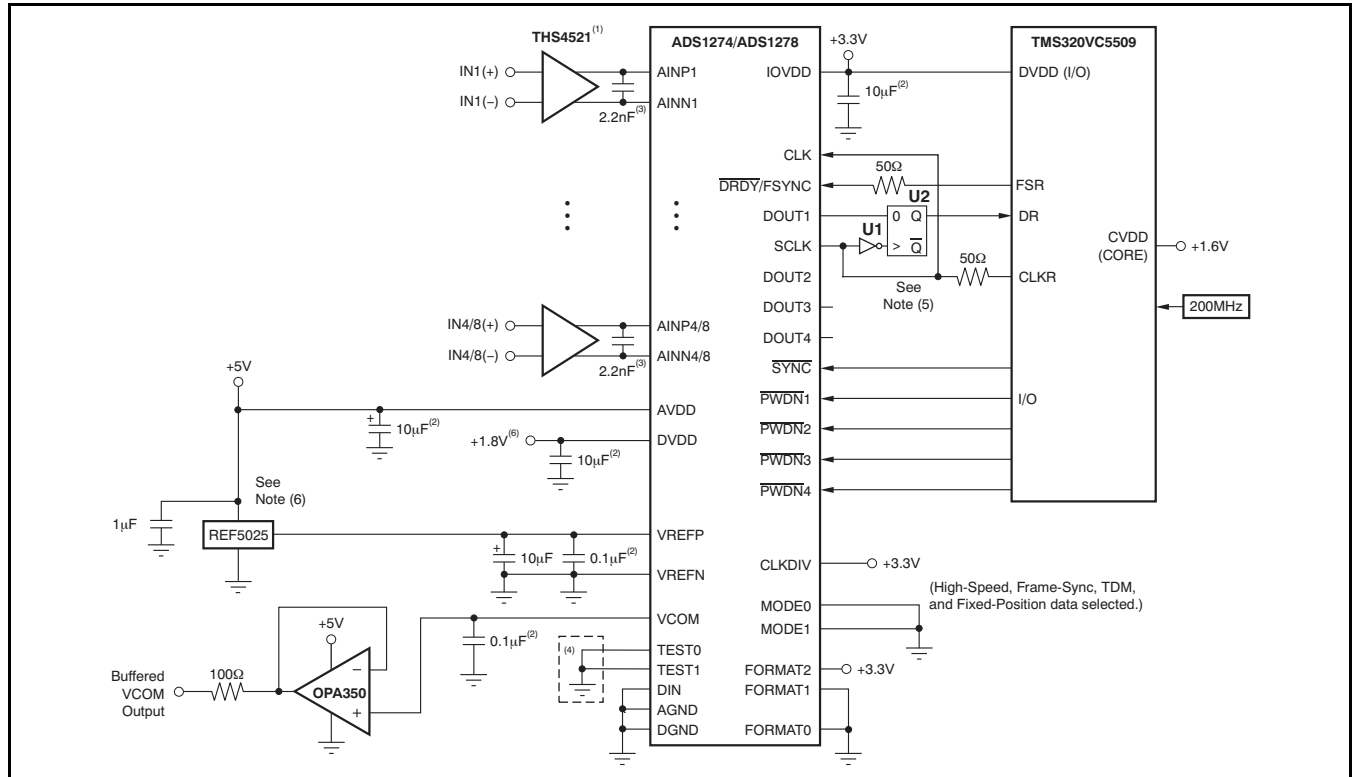 THS4521(1)
ADS1274/ADS1278
TMS320VC5509
IN1(+)
IN1(−)
2.2nF(3)
AINP1
AINN1
IOVDD
+3.3V
10μF(2)
DVDD (I/O)
CLK
DRDY/FSYNC
50Ω
FSR
DOUT1
0 Q
U2
DR
SCLK
U1
> Q
CVDD
(CORE)
+1.6V
DOUT2
See
Note (5)
50Ω
CLKR
200MHz
DOUT3
DOUT4
IN4/8(+)
IN4/8(−)
2.2nF(3)
AINP4/8
AINN4/8
SYNC
PWDN1
I/O
PWDN2
PWDN3
PWDN4
+5V
+
10μF(2)
AVDD
+1.8V(6)
10μF(2)
DVDD
See
Note (6)
1μF
REF5025
+
10μF
0.1μF(2)
VREFP
VREFN
CLKDIV
+3.3V
(High-Speed, Frame-Sync, TDM,
and Fixed-Position data selected.)
MODE0
MODE1
VCOM
0.1μF(2)
+5V
(4)
TEST0
TEST1
FORMAT2
+3.3V
Buffered
VCOM
Output
100Ω
−
OPA350
+
DIN
FORMAT1
AGND
DGND
FORMAT0